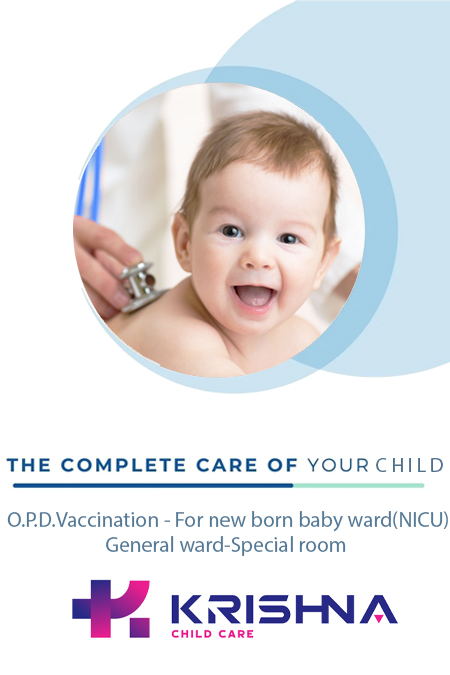 THE COMPLETE CARE OF YOUR CHILD
O.P.D.Vaccination - For new born baby ward(NICU)
General ward-Special room
KRISHNA
CHILD CARE